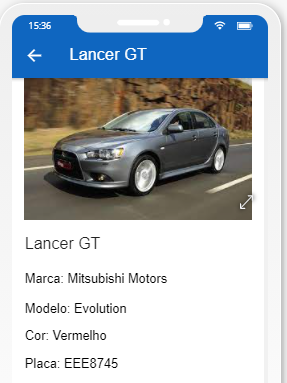 15:36
Lancer GT
Lancer GT
Marca: Mitsubishi Motors
Modelo: Evolution
Cor: Vermelho
Placa: EEE8745